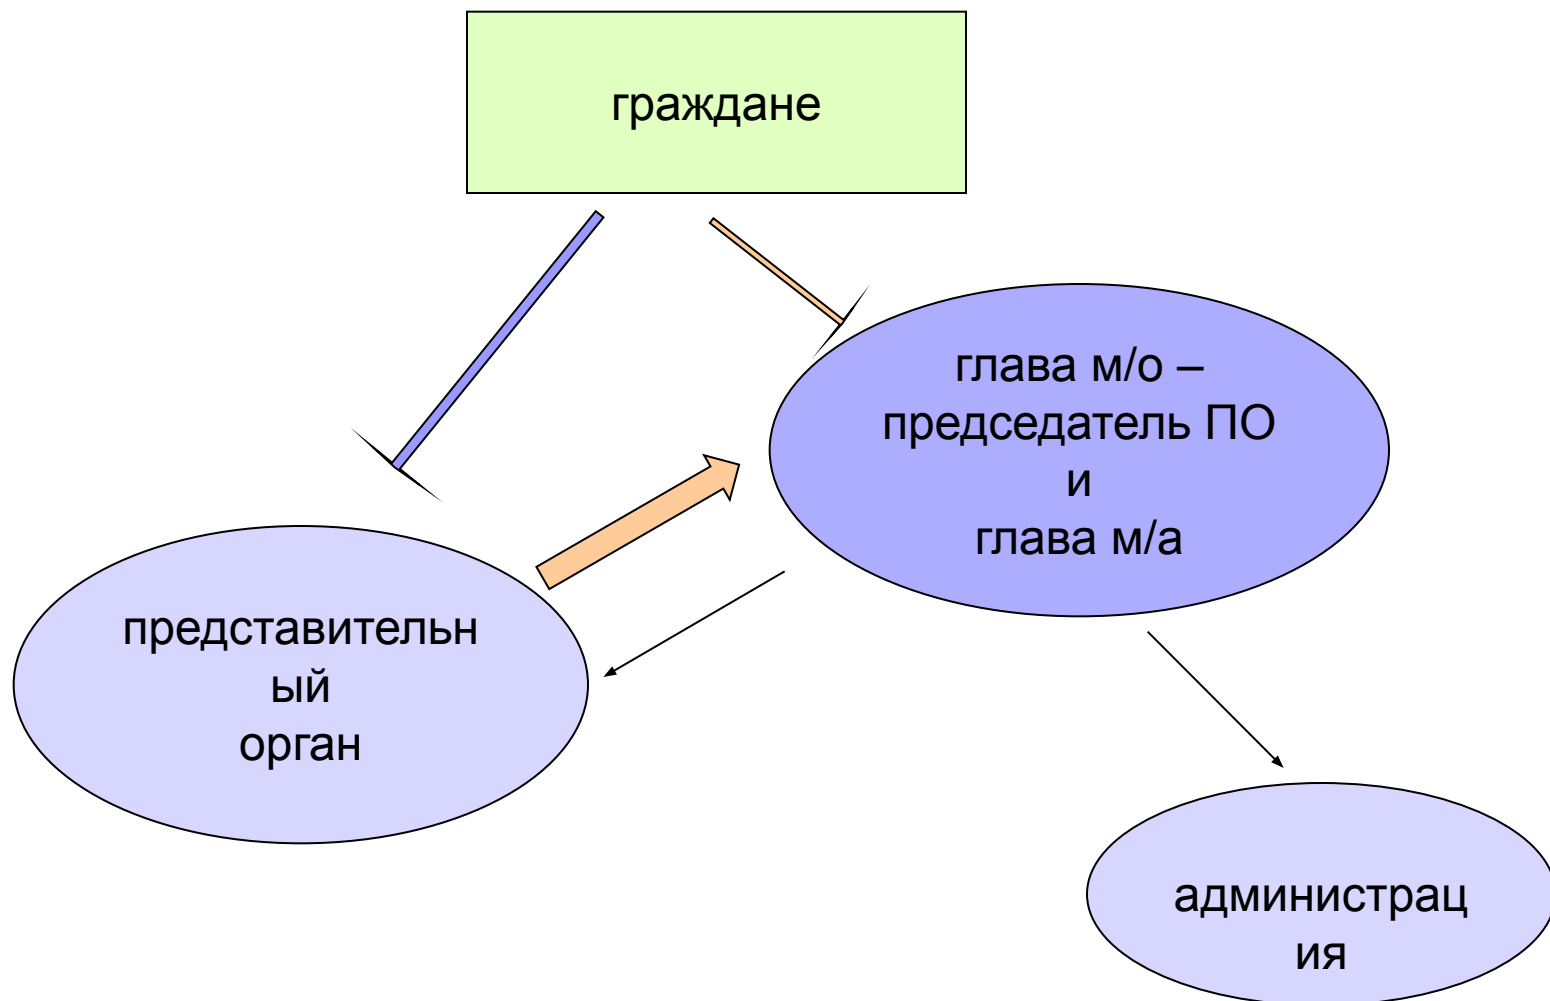 граждане
глава м/о –
председатель ПО
и
глава м/а
представительн
ый
орган
администрац
ия